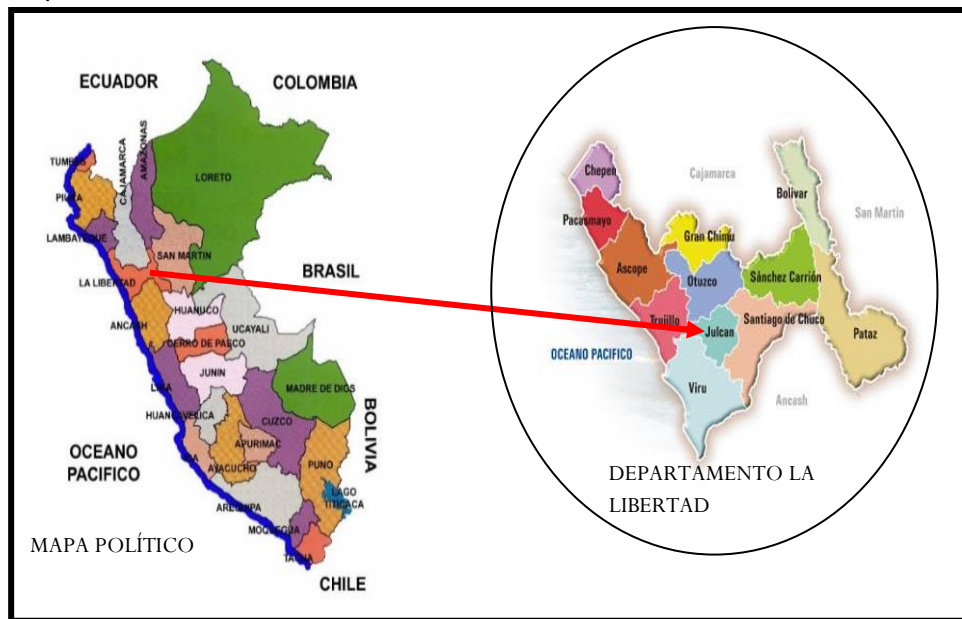 ECUADOR
COLOMBIA
TUMBES
CAJAMARCA
AMAZONAS
LORETO
PIURA
LAMBAYEQUE
SAN MARTIN
LA LIBERTAD
BRASIL
HUANUCO
ANCASH
UCAYALI
CERRO DE PASCO
JUNIN
LIMA
MADRE DE DIOS
HUANCAVELICA
CUZCO
BOLIVIA
APURIMAC
OCEANO
PACIFICO
AYACUCHO
PUNO
LAGO
TITICACA
AREQUIPA
MOQUEGUA
TACNA
CHILE
MAPA POLÍTICO
Chepen
Cajamarca
Bolivar
San Martin
Pacasmayo
Gran Chimu
Ascope
Otuzco
Sánchez Carrión
Trujillo
Julcan
Santiago de Chuco
Pataz
OCEANO PACIFICO
Viru
Ancash
DEPARTAMENTO LA
LIBERTAD